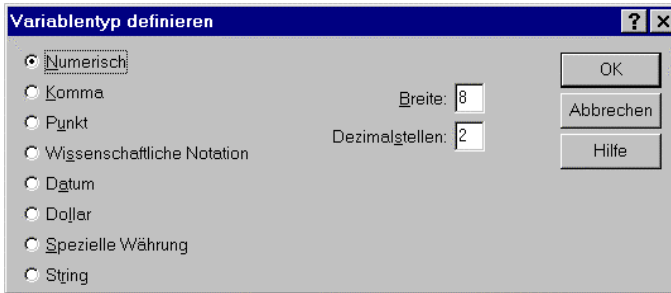 Variablentyp definieren
Numerisch
Komma
Punkt
Wissenschaftliche Notation
Datum
Dollar
Spezielle Währung
String
Breite: 8
Dezimalstellen: 2
OK
Abbrechen
Hilfe